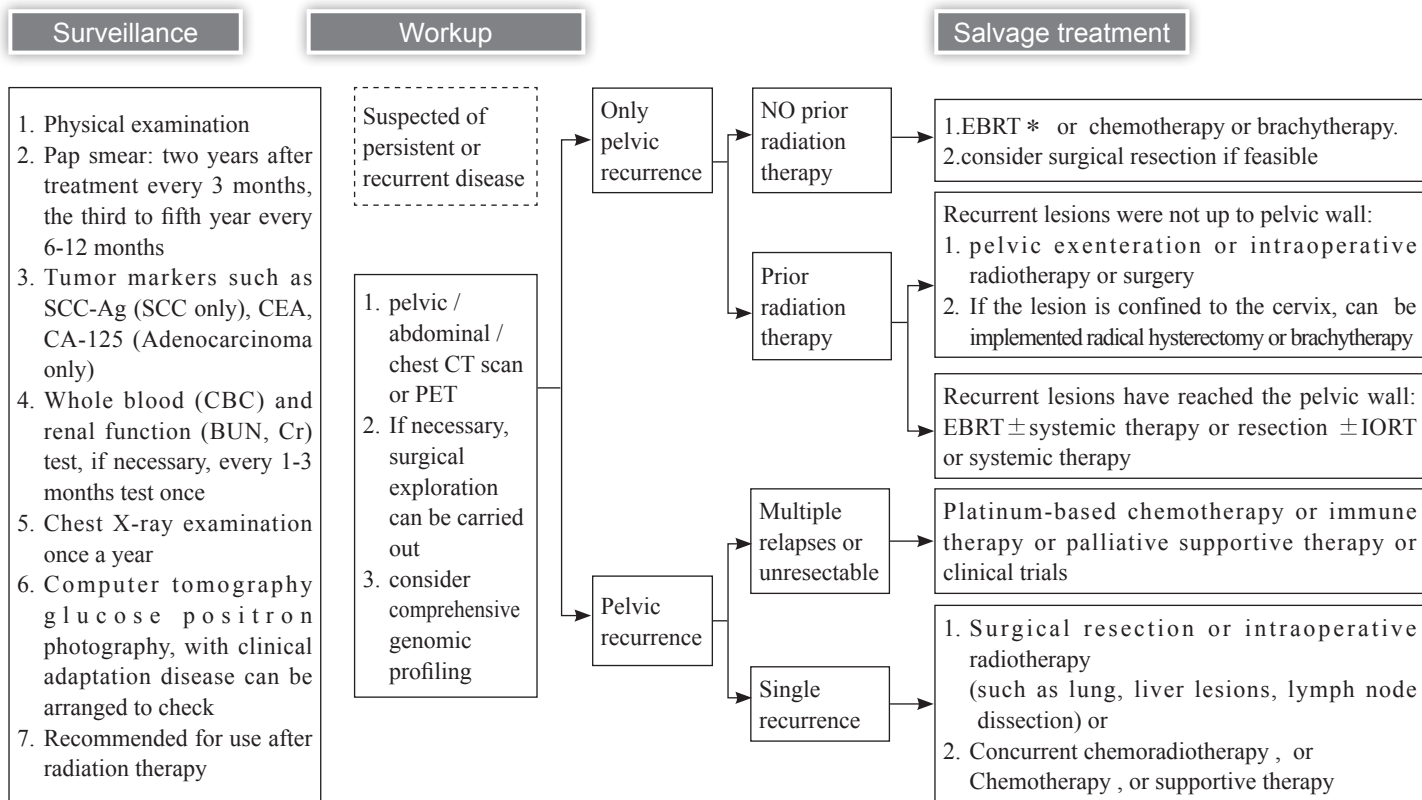 Surveillance
Workup
Salvage treatment
1. Physical examination
2. Pap smear: two years after
treatment every 3 months,
the third to fifth year every
6-12 months
3. Tumor markers such as
SCC-Ag (SCC only), CEA,
CA-125 (Adenocarcinoma
only)
4. Whole blood (CBC) and
renal function (BUN, Cr)
test, if necessary, every 1-3
months test once
5. Chest X-ray examination
once a year
6. Computer tomography
glucose positron
photography, with clinical
adaptation disease can be
arranged to check
7. Recommended for use after
radiation therapy
Suspected of
persistent or
recurrent disease
1. pelvic /
abdominal /
chest CT scan
or PET
2. If necessary,
surgical
exploration
can be carried
out
3. consider
comprehensive
genomic
profiling
Only
pelvic
recurrence
NO prior
radiation
therapy
1.EBRT * or chemotherapy or brachytherapy.
2.consider surgical resection if feasible
Prior
radiation
therapy
Recurrent lesions were not up to pelvic wall:
1. pelvic exenteration or intraoperative
radiotherapy or surgery
2. If the lesion is confined to the cervix, can be
implemented radical hysterectomy or brachytherapy
Recurrent lesions have reached the pelvic wall:
EBRT±systemic therapy or resection ±IORT
or systemic therapy
Pelvic
recurrence
Multiple
relapses or
unresectable
Platinum-based chemotherapy or immune
therapy or palliative supportive therapy or
clinical trials
Single
recurrence
1. Surgical resection or intraoperative
radiotherapy
(such as lung, liver lesions, lymph node
dissection) or
2. Concurrent chemoradiotherapy , or
Chemotherapy , or supportive therapy